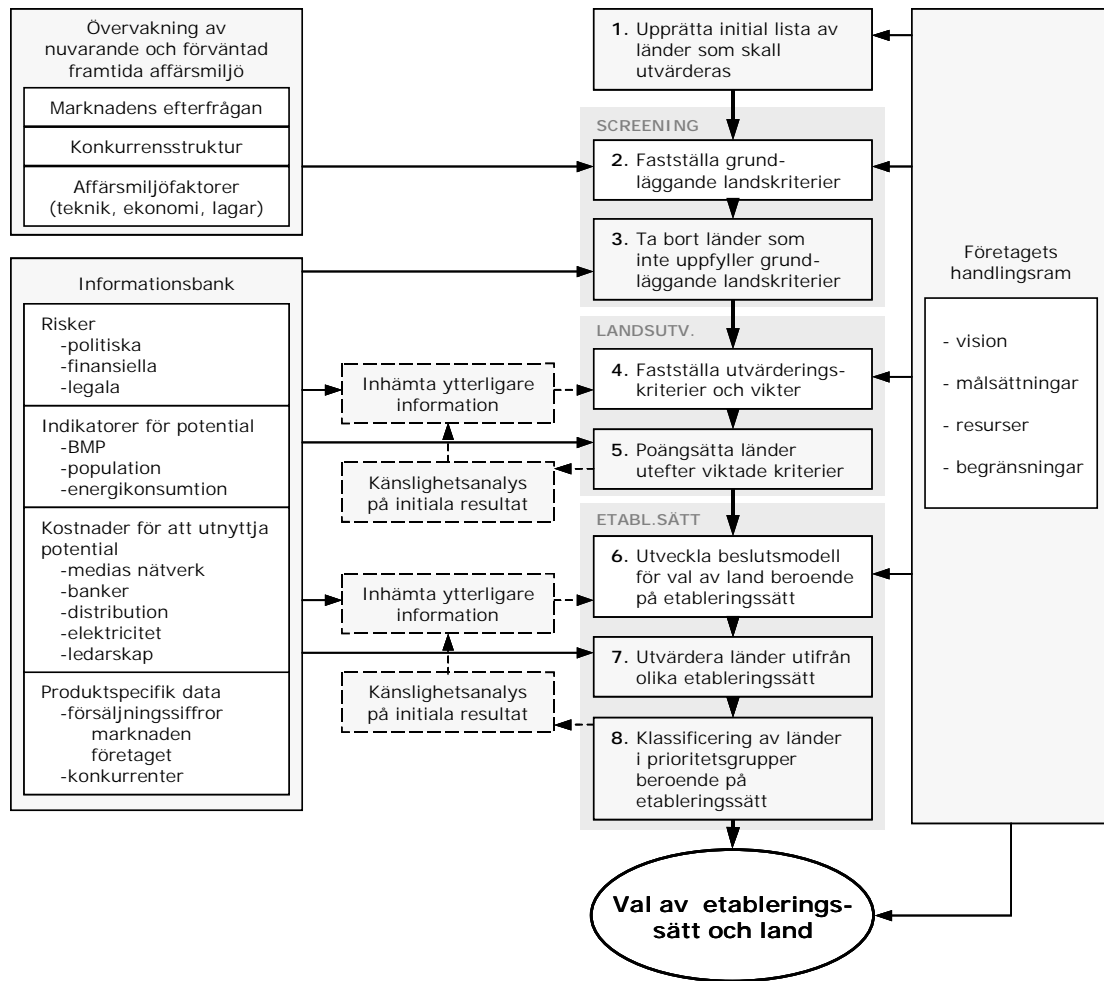 Övervakning av
nuvarande och förväntad
framtida affärsmiljö
Marknadens efterfrågan
Konkurrensstruktur
Affärsmiljöfaktorer
(teknik, ekonomi, lagar)
Informationsbank
Risker
-politiska
-finansiella
-legala
Indikatorer för potential
-BMP
-population
-energikonsumtion
Kostnader för att utnyttja
potential
-medias nätverk
-banker
-distribution
-elektricitet
-ledarskap
Produktspecifik data
-försäljningssiffror
marknaden
företaget
-konkurrenter
Inhämta ytterligare
information
Känslighetsanalys
på initiala resultat
Inhämta ytterligare
information
Känslighetsanalys
på initiala resultat
1. Upprätta initial lista av
länder som skall
utvärderas
SCREENING
2. Fastställa grund-
läggande landskriterier
3. Ta bort länder som
inte uppfyller grund-
läggande landskriterier
LANDSUTV.
4. Fastställa utvärderings-
kriterier och vikter
5. Poängsätta länder
utefter viktade kriterier
ETABL.SÄTT
6. Utveckla beslutsmodell
för val av land beroende
på etableringssätt
7. Utvärdera länder utifrån
olika etableringssätt
8. Klassificering av länder
i prioritetsgrupper
beroende på
etableringssätt
Val av etablerings-
sätt och land
Företagets
handlingsram
- vision
- målsättningar
- resurser
- begränsningar